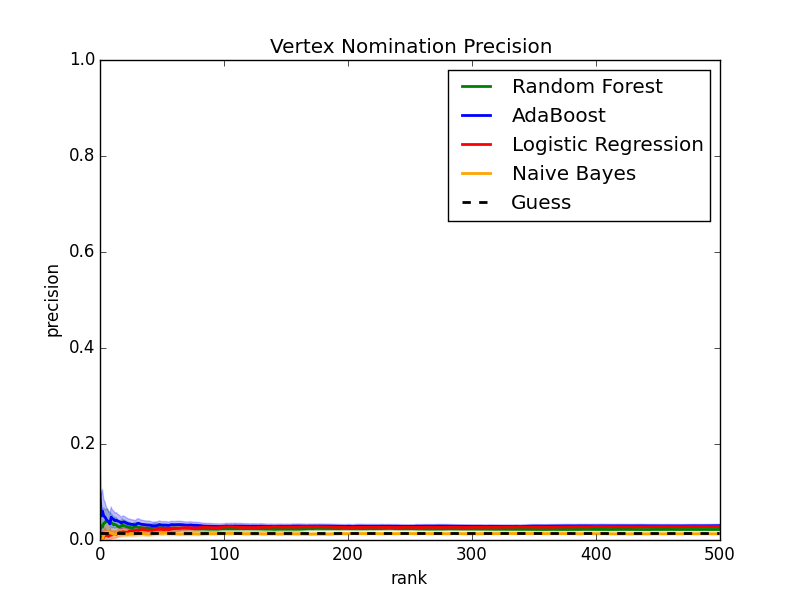 Vertex Nomination Precision
1.0
0.8
0.6
0.4
0.2
0.0
precision
Random Forest
AdaBoost
Logistic Regression
Naive Bayes
Guess
0 100 200 300 400 500
rank